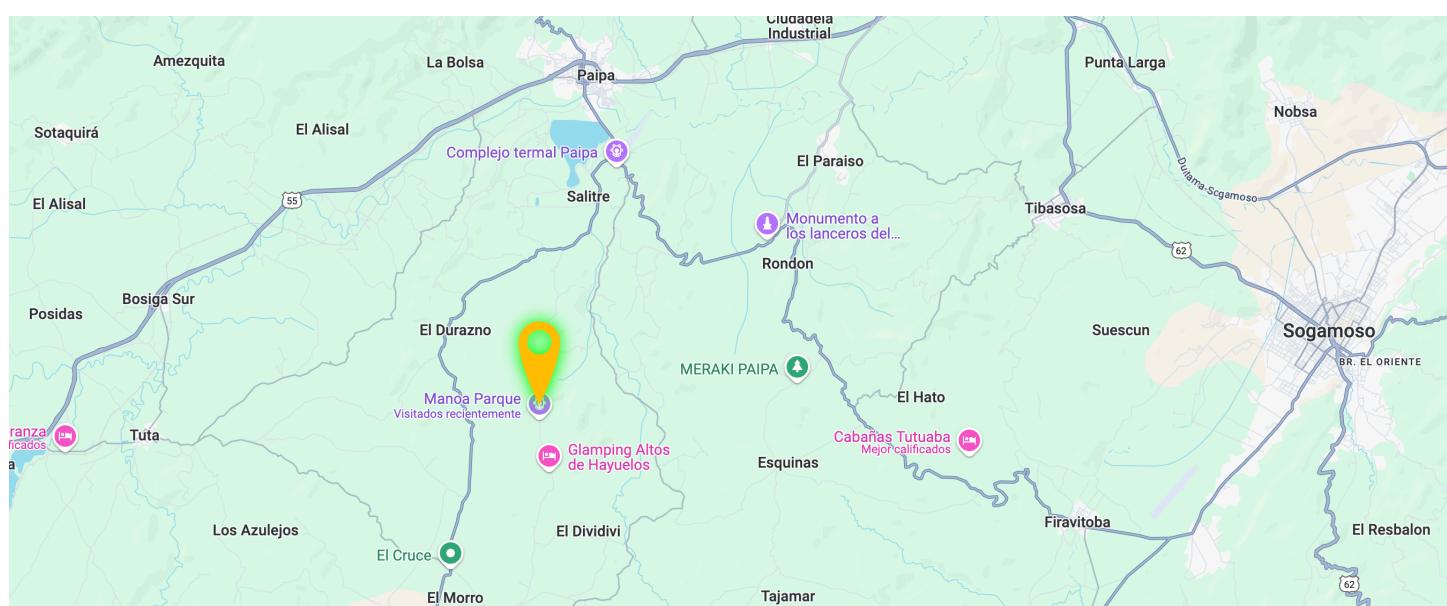 Ciudadela
Industrial
Amezquita
La Bolsa
Punta Larga
Paipa
Nobsa
Sotaquirá
El Alisal
Complejo termal Paipa
El Paraiso
Duitama-Sogamoso
Salitre
El Alisal
55
Tibasosa
Monumento a
los lanceros del...
62
Rondon
Bosiga Sur
Posidas
El Durazno
Suescun
Sogamoso
BR. EL ORIENTE
MERAKI PAIPA
Manoa Parque
Visitados recientemente
El Hato
ranza
ficados
Tuta
Cabañas Tutuaba
Mejor calificados
Glamping Altos
de Hayuelos
Esquinas
a
Los Azulejos
El Dividivi
Firavitoba
El Resbalon
El Cruce
62
El Morro
Tajamar